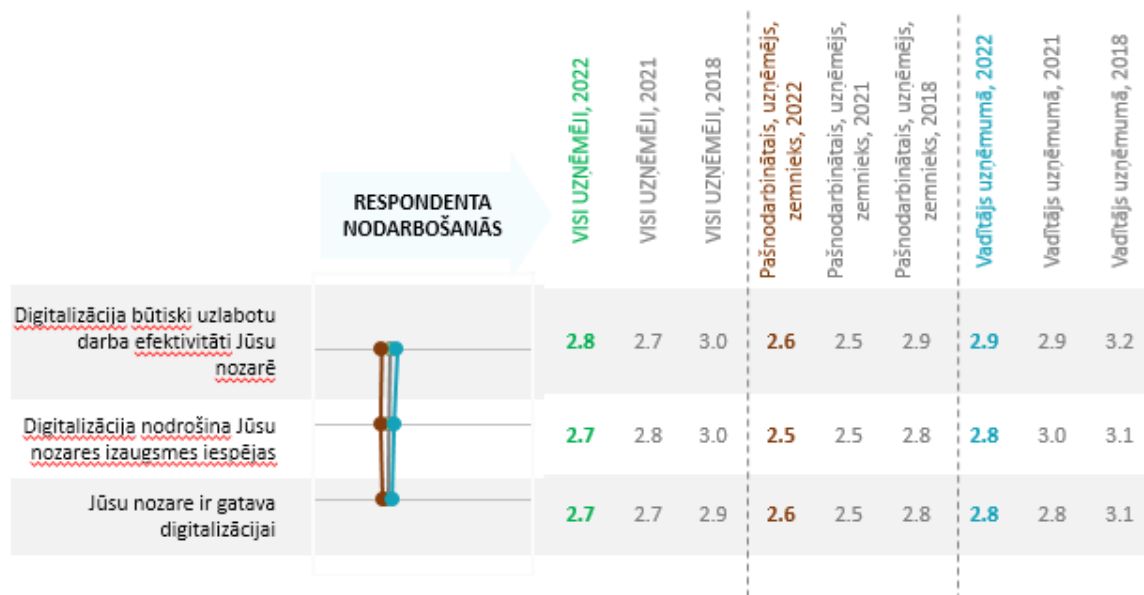 RESPONDENTA
NODARBOŠANĀS
VISI UZŅĒMĒJI, 2022
VISI UZŅĒMĒJI, 2021
VISI UZŅĒMĒJI, 2018
Pašnodarbinātais, uzņēmējs,
zemnieks, 2022
Pašnodarbinātais, uzņēmējs,
zemnieks, 2021
Pašnodarbinātais, uzņēmējs,
zemnieks, 2018
Vadītājs uzņēmumā, 2022
Vadītājs uzņēmumā, 2021
Vadītājs uzņēmumā, 2018
Digitalizācija būtiski uzlabotu
darba efektivitāti Jūsu
nozarē
2.8 2.7 3.0 2.6 2.5 2.9 2.9 2.9 3.2
Digitalizācija nodrošina Jūsu
nozares izaugsmes iespējas
2.7 2.8 3.0 2.5 2.5 2.8 2.8 3.0 3.1
Jūsu nozare ir gatava
digitalizācijai
2.7 2.7 2.9 2.6 2.5 2.8 2.8 2.8 3.1